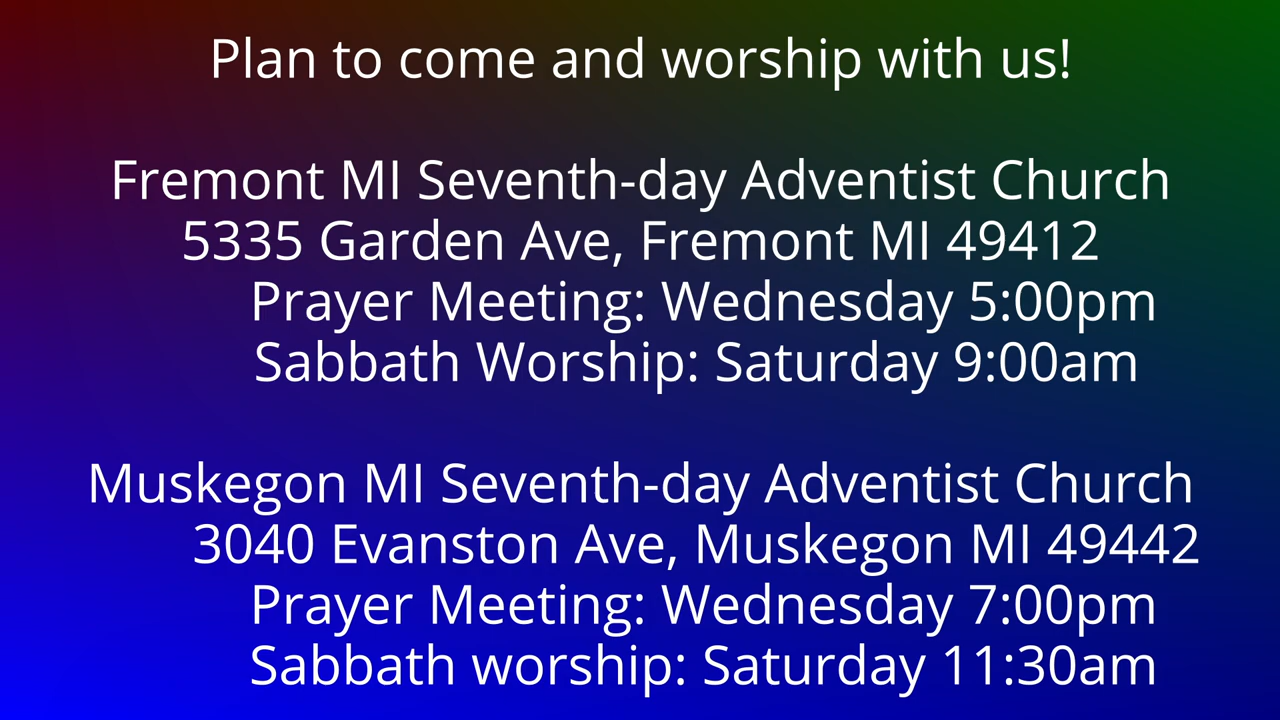 Plan to come and worship with us!
Fremont MI Seventh-day Adventist Church
5335 Garden Ave, Fremont MI 49412
Prayer Meeting: Wednesday 5:00pm
Sabbath Worship: Saturday 9:00am
Muskegon MI Seventh-day Adventist Church
3040 Evanston Ave, Muskegon MI 49442
Prayer Meeting: Wednesday 7:00pm
Sabbath worship: Saturday 11:30am